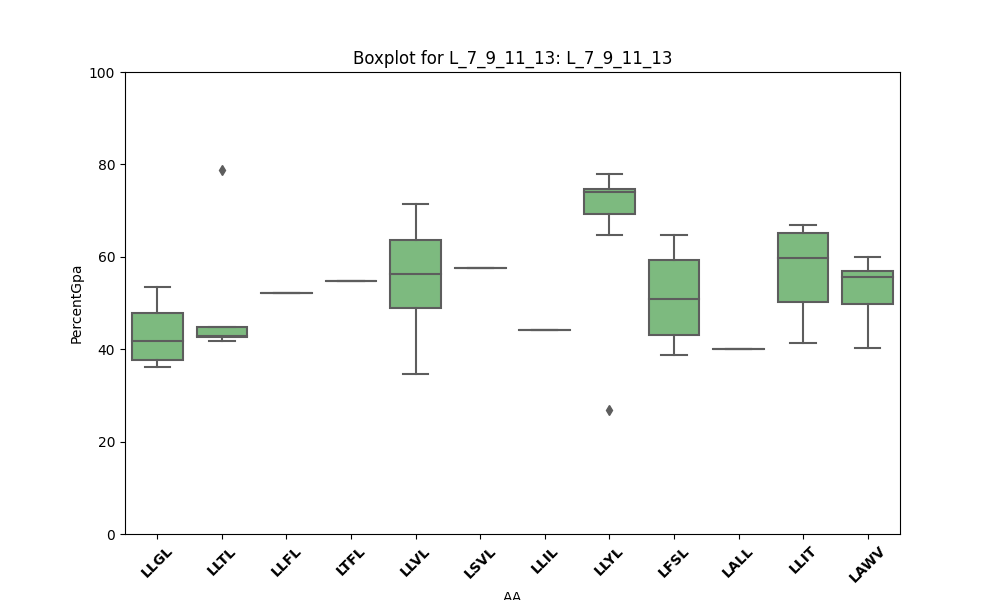 Boxplot for L_7_9_11_13: L_7_9_11_13
100
80
60
40
20
0
PercentGpa
LLGL
LLTL
LLFL
LTFL
LLVL
LSVL
LLIL
LLYL
LFSL
LALL
LLIT
LAWV
AA